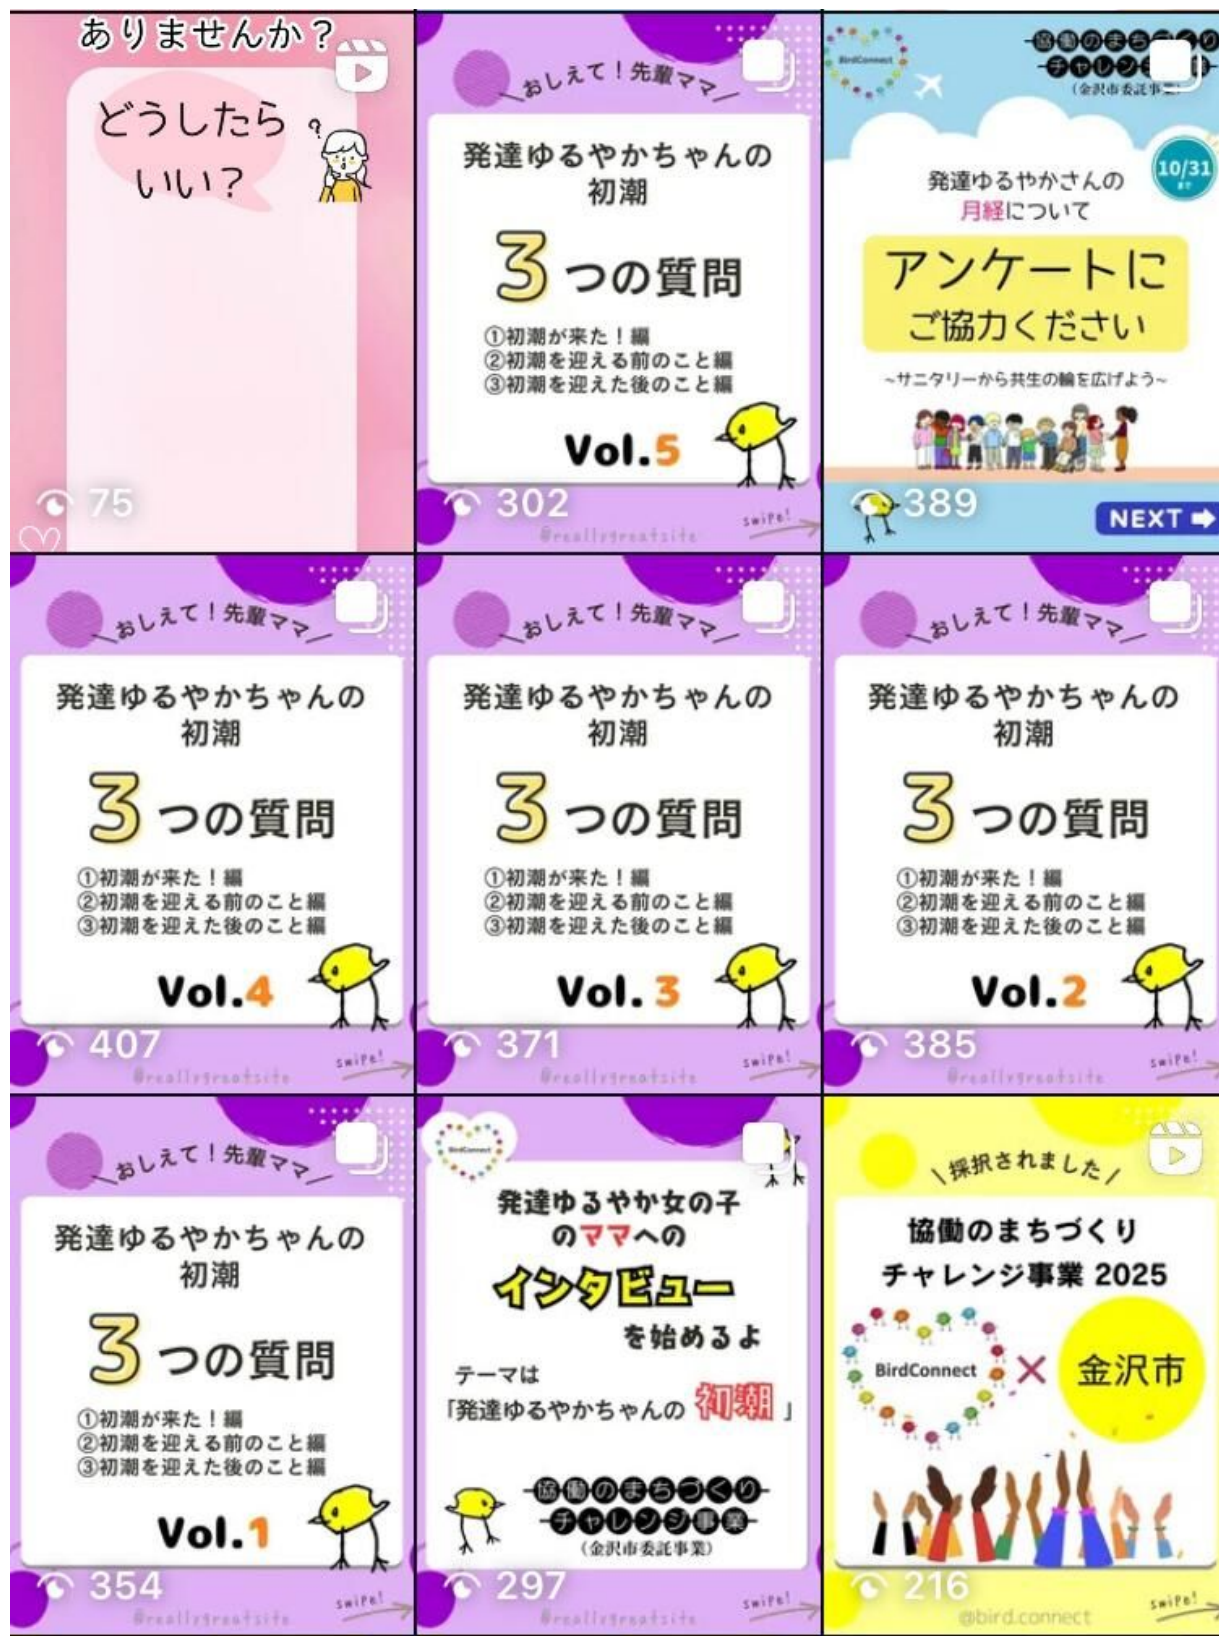 ありませんか?
どうしたら
いい?
?
75
おしえて!先輩ママ
発達ゆるやかちゃんの
初潮
3つの質問
①初潮が来た!編
②初潮を迎える前のこと編
③初潮を迎えた後のこと編
Vol.5
302
@reallygreatsite
swipe!
BirdConnect
協働のまちづくり
チャレンジ
(金沢市委託事
10/31
まで
発達ゆるやかさんの
月経について
アンケートに
ご協力ください
~サニタリーから共生の輪を広げよう~
389
NEXT
おしえて!先輩ママ
発達ゆるやかちゃんの
初潮
3つの質問
①初潮が来た!編
②初潮を迎える前のこと編
③初潮を迎えた後のこと編
Vol.4
407
@reallygreatsite
swipe!
おしえて!先輩ママ
発達ゆるやかちゃんの
初潮
3つの質問
①初潮が来た!編
②初潮を迎える前のこと編
③初潮を迎えた後のこと編
Vol.3
371
@reallygreatsite
swipe!
おしえて!先輩ママ
発達ゆるやかちゃんの
初潮
3つの質問
①初潮が来た!編
②初潮を迎える前のこと編
③初潮を迎えた後のこと編
Vol.2
385
@reallygreatsite
swipe!
おしえて!先輩ママ
発達ゆるやかちゃんの
初潮
3つの質問
①初潮が来た!編
②初潮を迎える前のこと編
③初潮を迎えた後のこと編
Vol.1
354
@reallygreatsite
swipe!
BirdConnect
発達ゆるやか女の子
のママへの
インタビュー
を始めるよ
テーマは
「発達ゆるやかちゃんの初潮」
協働のまちづくり
チャレンジ事業
(金沢市委託事業)
297
@reallygreatsite
swipe!
採択されました
協働のまちづくり
チャレンジ事業 2025
BirdConnect × 金沢市
216
@bird.connect
swipe!